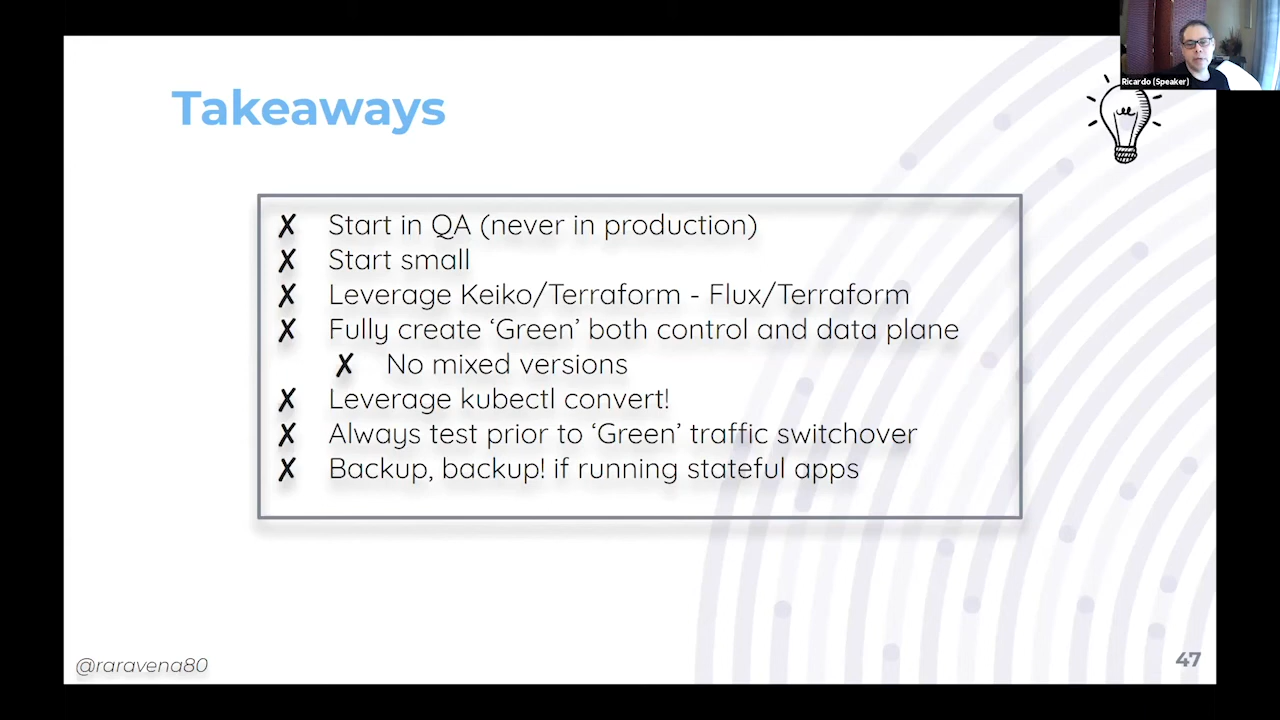 Ricardo (Speaker)
Takeaways
✗ Start in QA (never in production)
✗ Start small
✗ Leverage Keiko/Terraform - Flux/Terraform
✗ Fully create ‘Green’ both control and data plane
✗ No mixed versions
✗ Leverage kubectl convert!
✗ Always test prior to ‘Green’ traffic switchover
✗ Backup, backup! if running stateful apps
@raravena80
47